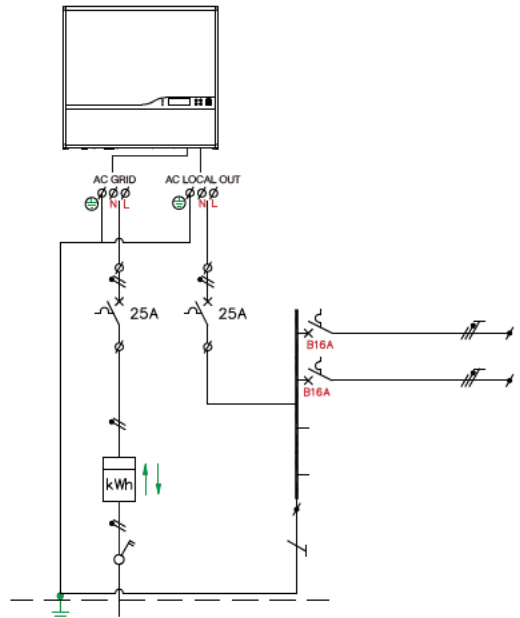 AC GRID
AC LOCAL OUT
N L
N L
25A
25A
B16A
B16A
kWh